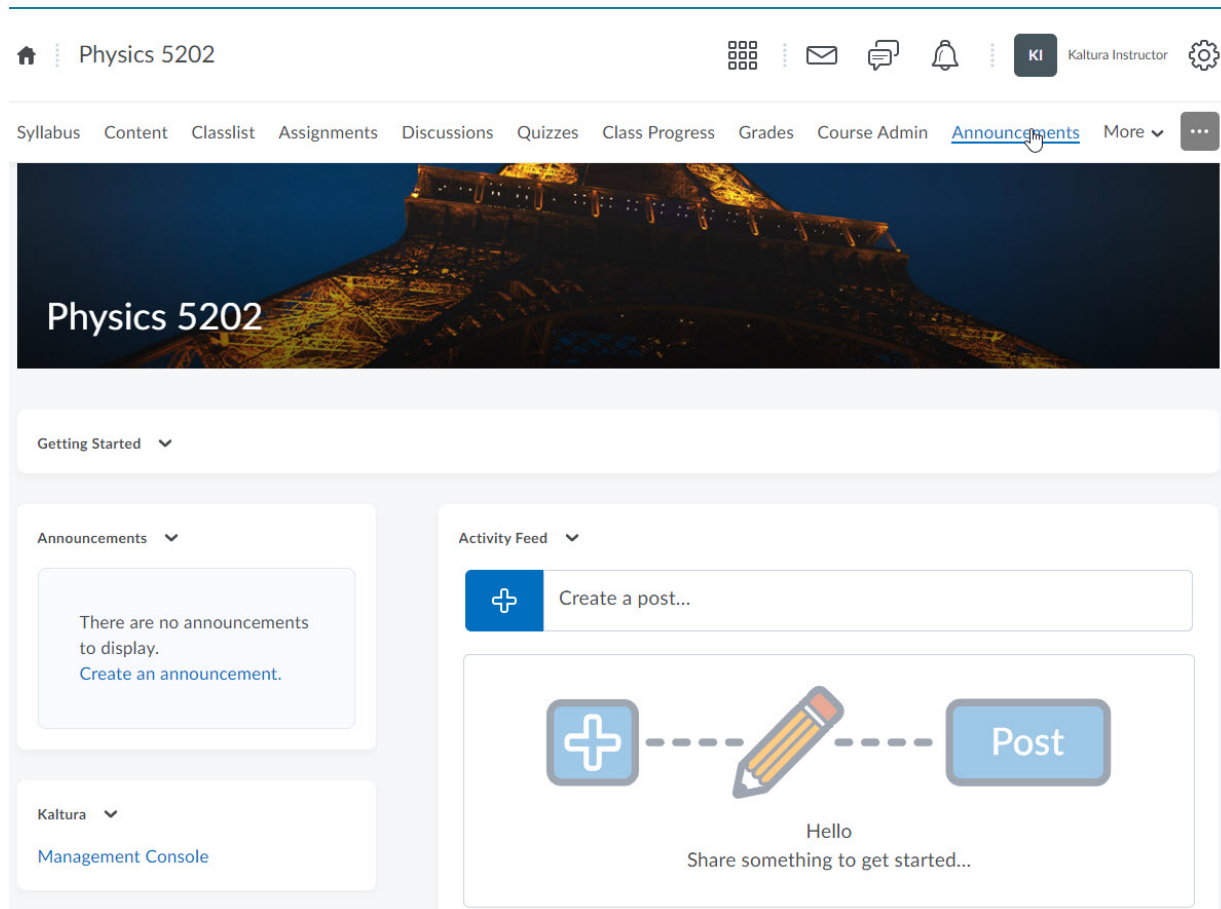 Physics 5202
KI
Kaltura Instructor
Syllabus Content Classlist Assignments Discussions Quizzes Class Progress Grades Course Admin Announcements More
Physics 5202
Getting Started
Announcements
There are no announcements
to display.
Create an announcement.
Kaltura
Management Console
Activity Feed
Create a post...
Post
Hello
Share something to get started...